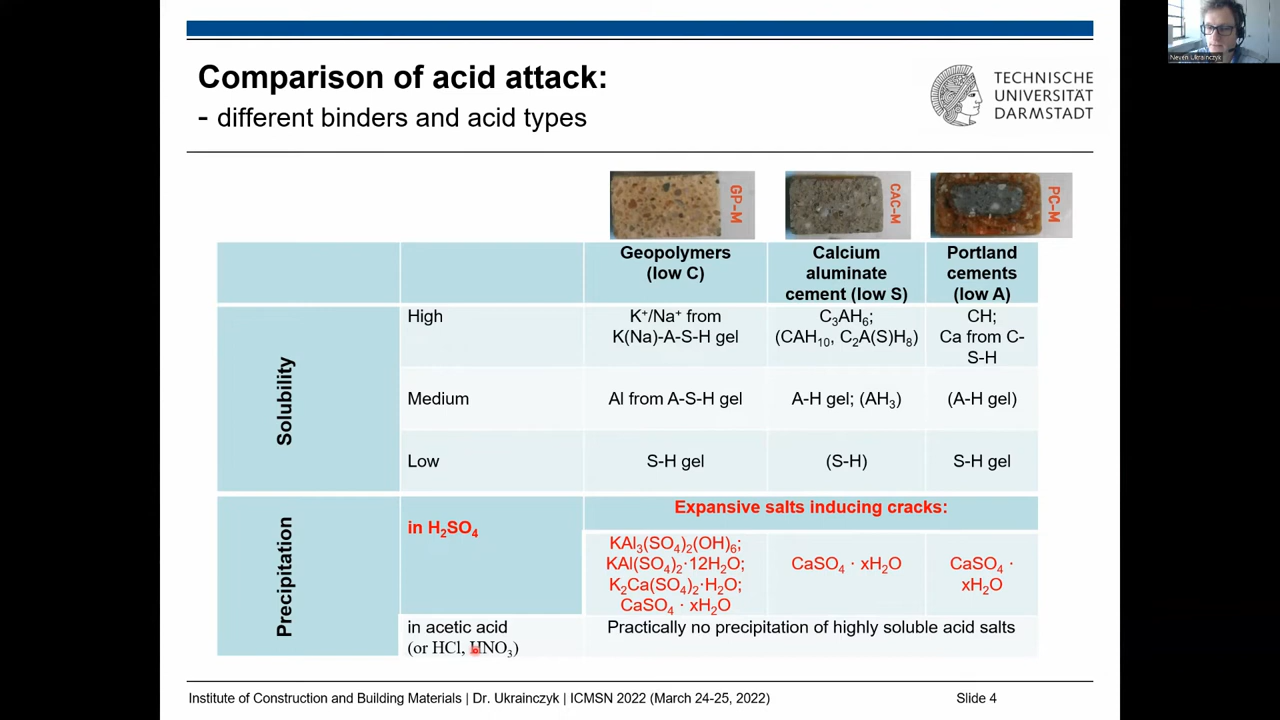 Neven Ukrainczyk
Comparison of acid attack:
- different binders and acid types
TECHNISCHE
UNIVERSITÄT
DARMSTADT
GP-M
CAC-M
PC-M
Geopolymers
(low C)
Calcium
aluminate
cement (low S)
Portland
cements
(low A)
Solubility
High
K⁺/Na⁺ from
K(Na)-A-S-H gel
C₃AH₆;
(CAH₁₀, C₂A(S)H₈)
CH;
Ca from C-
S-H
Medium
Al from A-S-H gel
A-H gel; (AH₃)
(A-H gel)
Low
S-H gel
(S-H)
S-H gel
Precipitation
in H₂SO₄
Expansive salts inducing cracks:
KAl₃(SO₄)₂(OH)₆;
KAl(SO₄)₂·12H₂O;
K₂Ca(SO₄)₂·H₂O;
CaSO₄ · xH₂O
CaSO₄ · xH₂O
CaSO₄ ·
xH₂O
in acetic acid
(or HCl, HNO₃)
Practically no precipitation of highly soluble acid salts
Institute of Construction and Building Materials | Dr. Ukrainczyk | ICMSN 2022 (March 24-25, 2022)
Slide 4